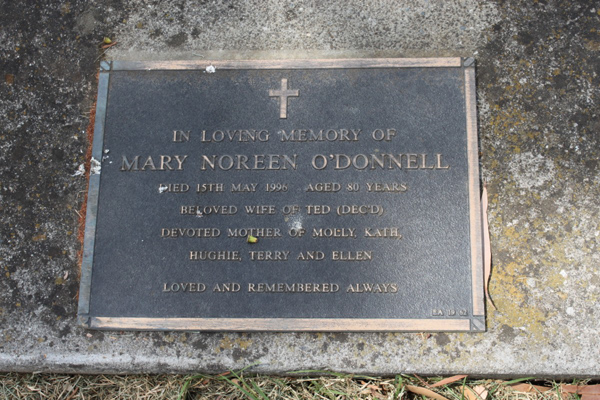 IN LOVING MEMORY OF
MARY NOREEN O'DONNELL
DIED 15TH MAY 1996 AGED 80 YEARS
BELOVED WIFE OF TED (DEC'D)
DEVOTED MOTHER OF MOLLY, KATH,
HUGHIE, TERRY AND ELLEN
LOVED AND REMEMBERED ALWAYS